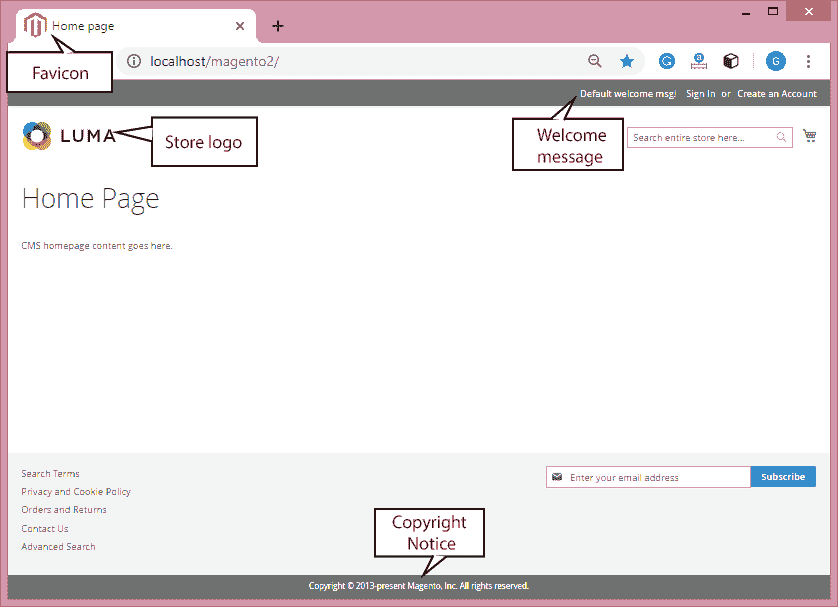 Home page
localhost/magento2/
G
a
G
Favicon
Default welcome msg! Sign In or Create an Account
LUMA
Store logo
Welcome
message
Search entire store here...
Home Page
CMS homepage content goes here.
Search Terms
Privacy and Cookie Policy
Orders and Returns
Contact Us
Advanced Search
Enter your email address
Subscribe
Copyright
Notice
Copyright © 2013-present Magento, Inc. All rights reserved.